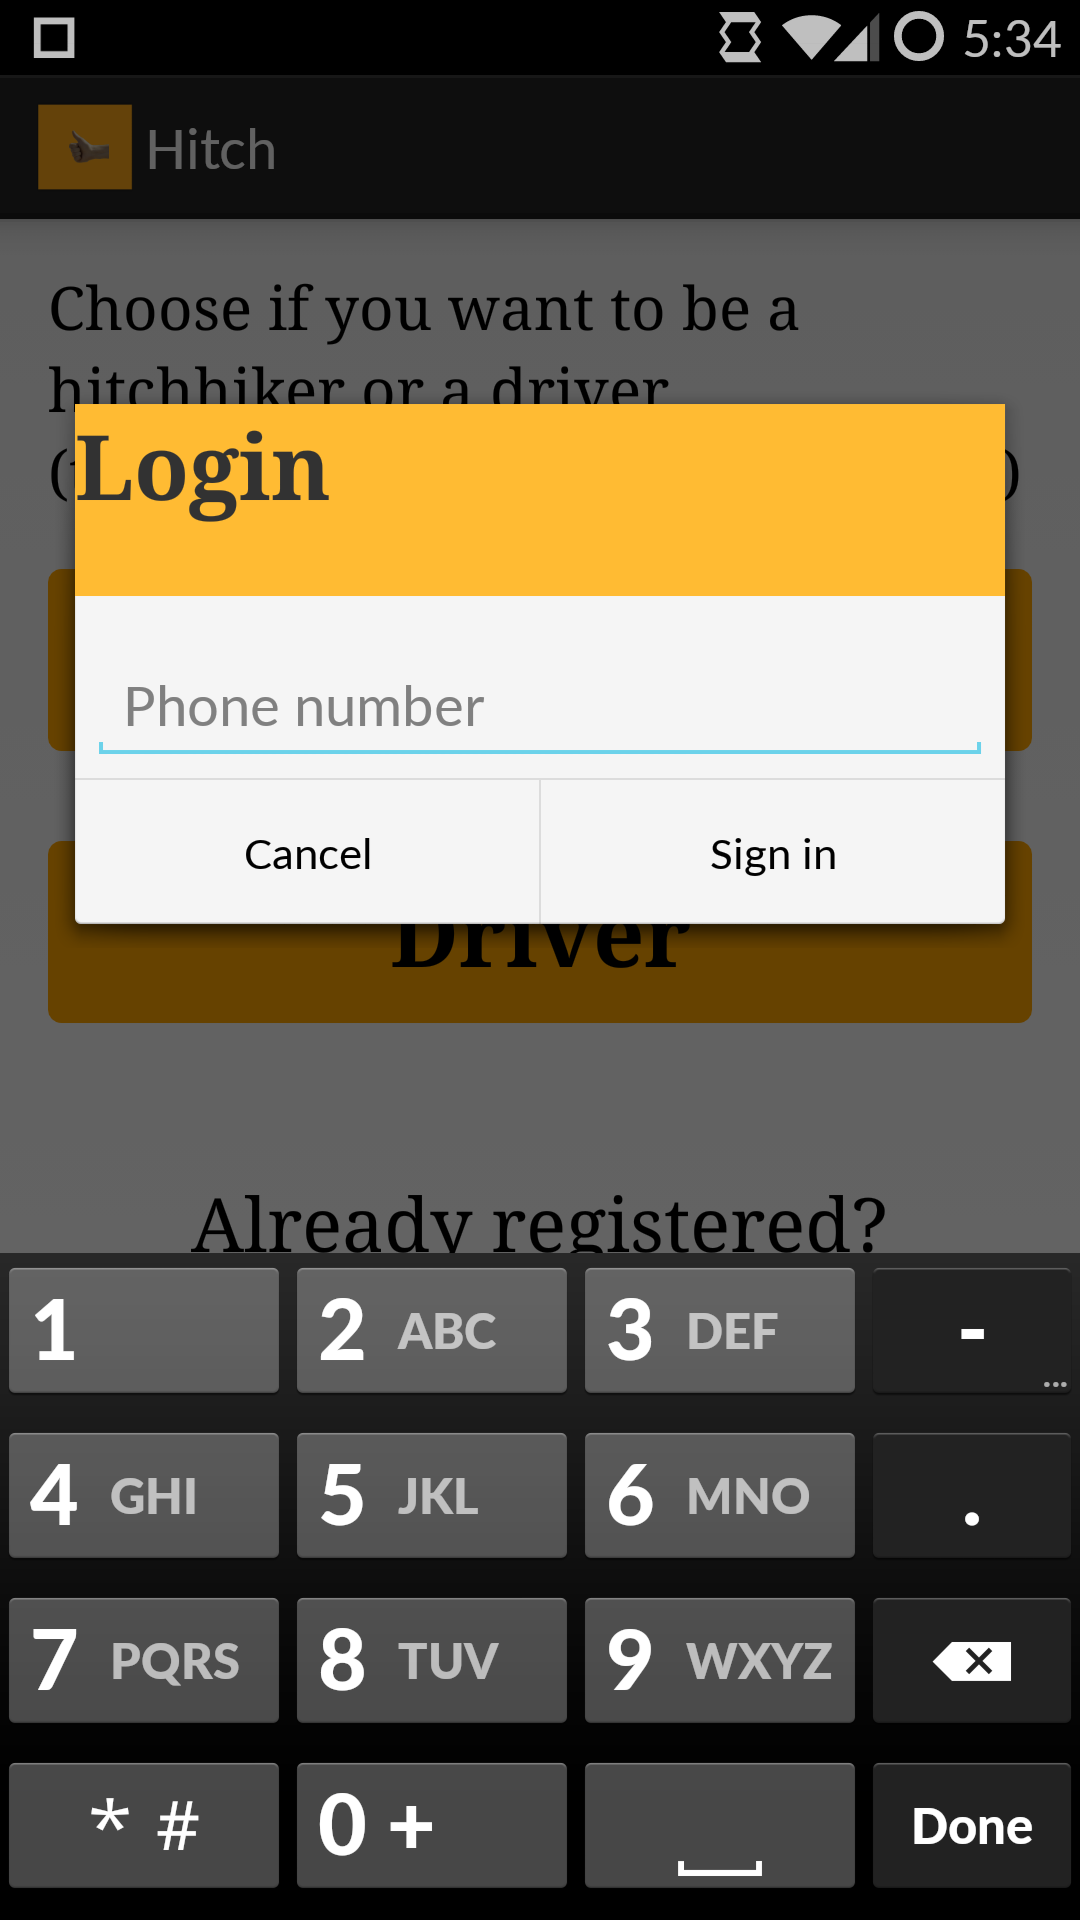 5:34
Hitch
Choose if you want to be a
hitchhiker or a driver
( )
Login
Phone number
Cancel
Sign in
Driver
Already registered?
1
2 ABC
3 DEF
-
...
4 GHI
5 JKL
6 MNO
.
7 PQRS
8 TUV
9 WXYZ
* #
0 +
Done